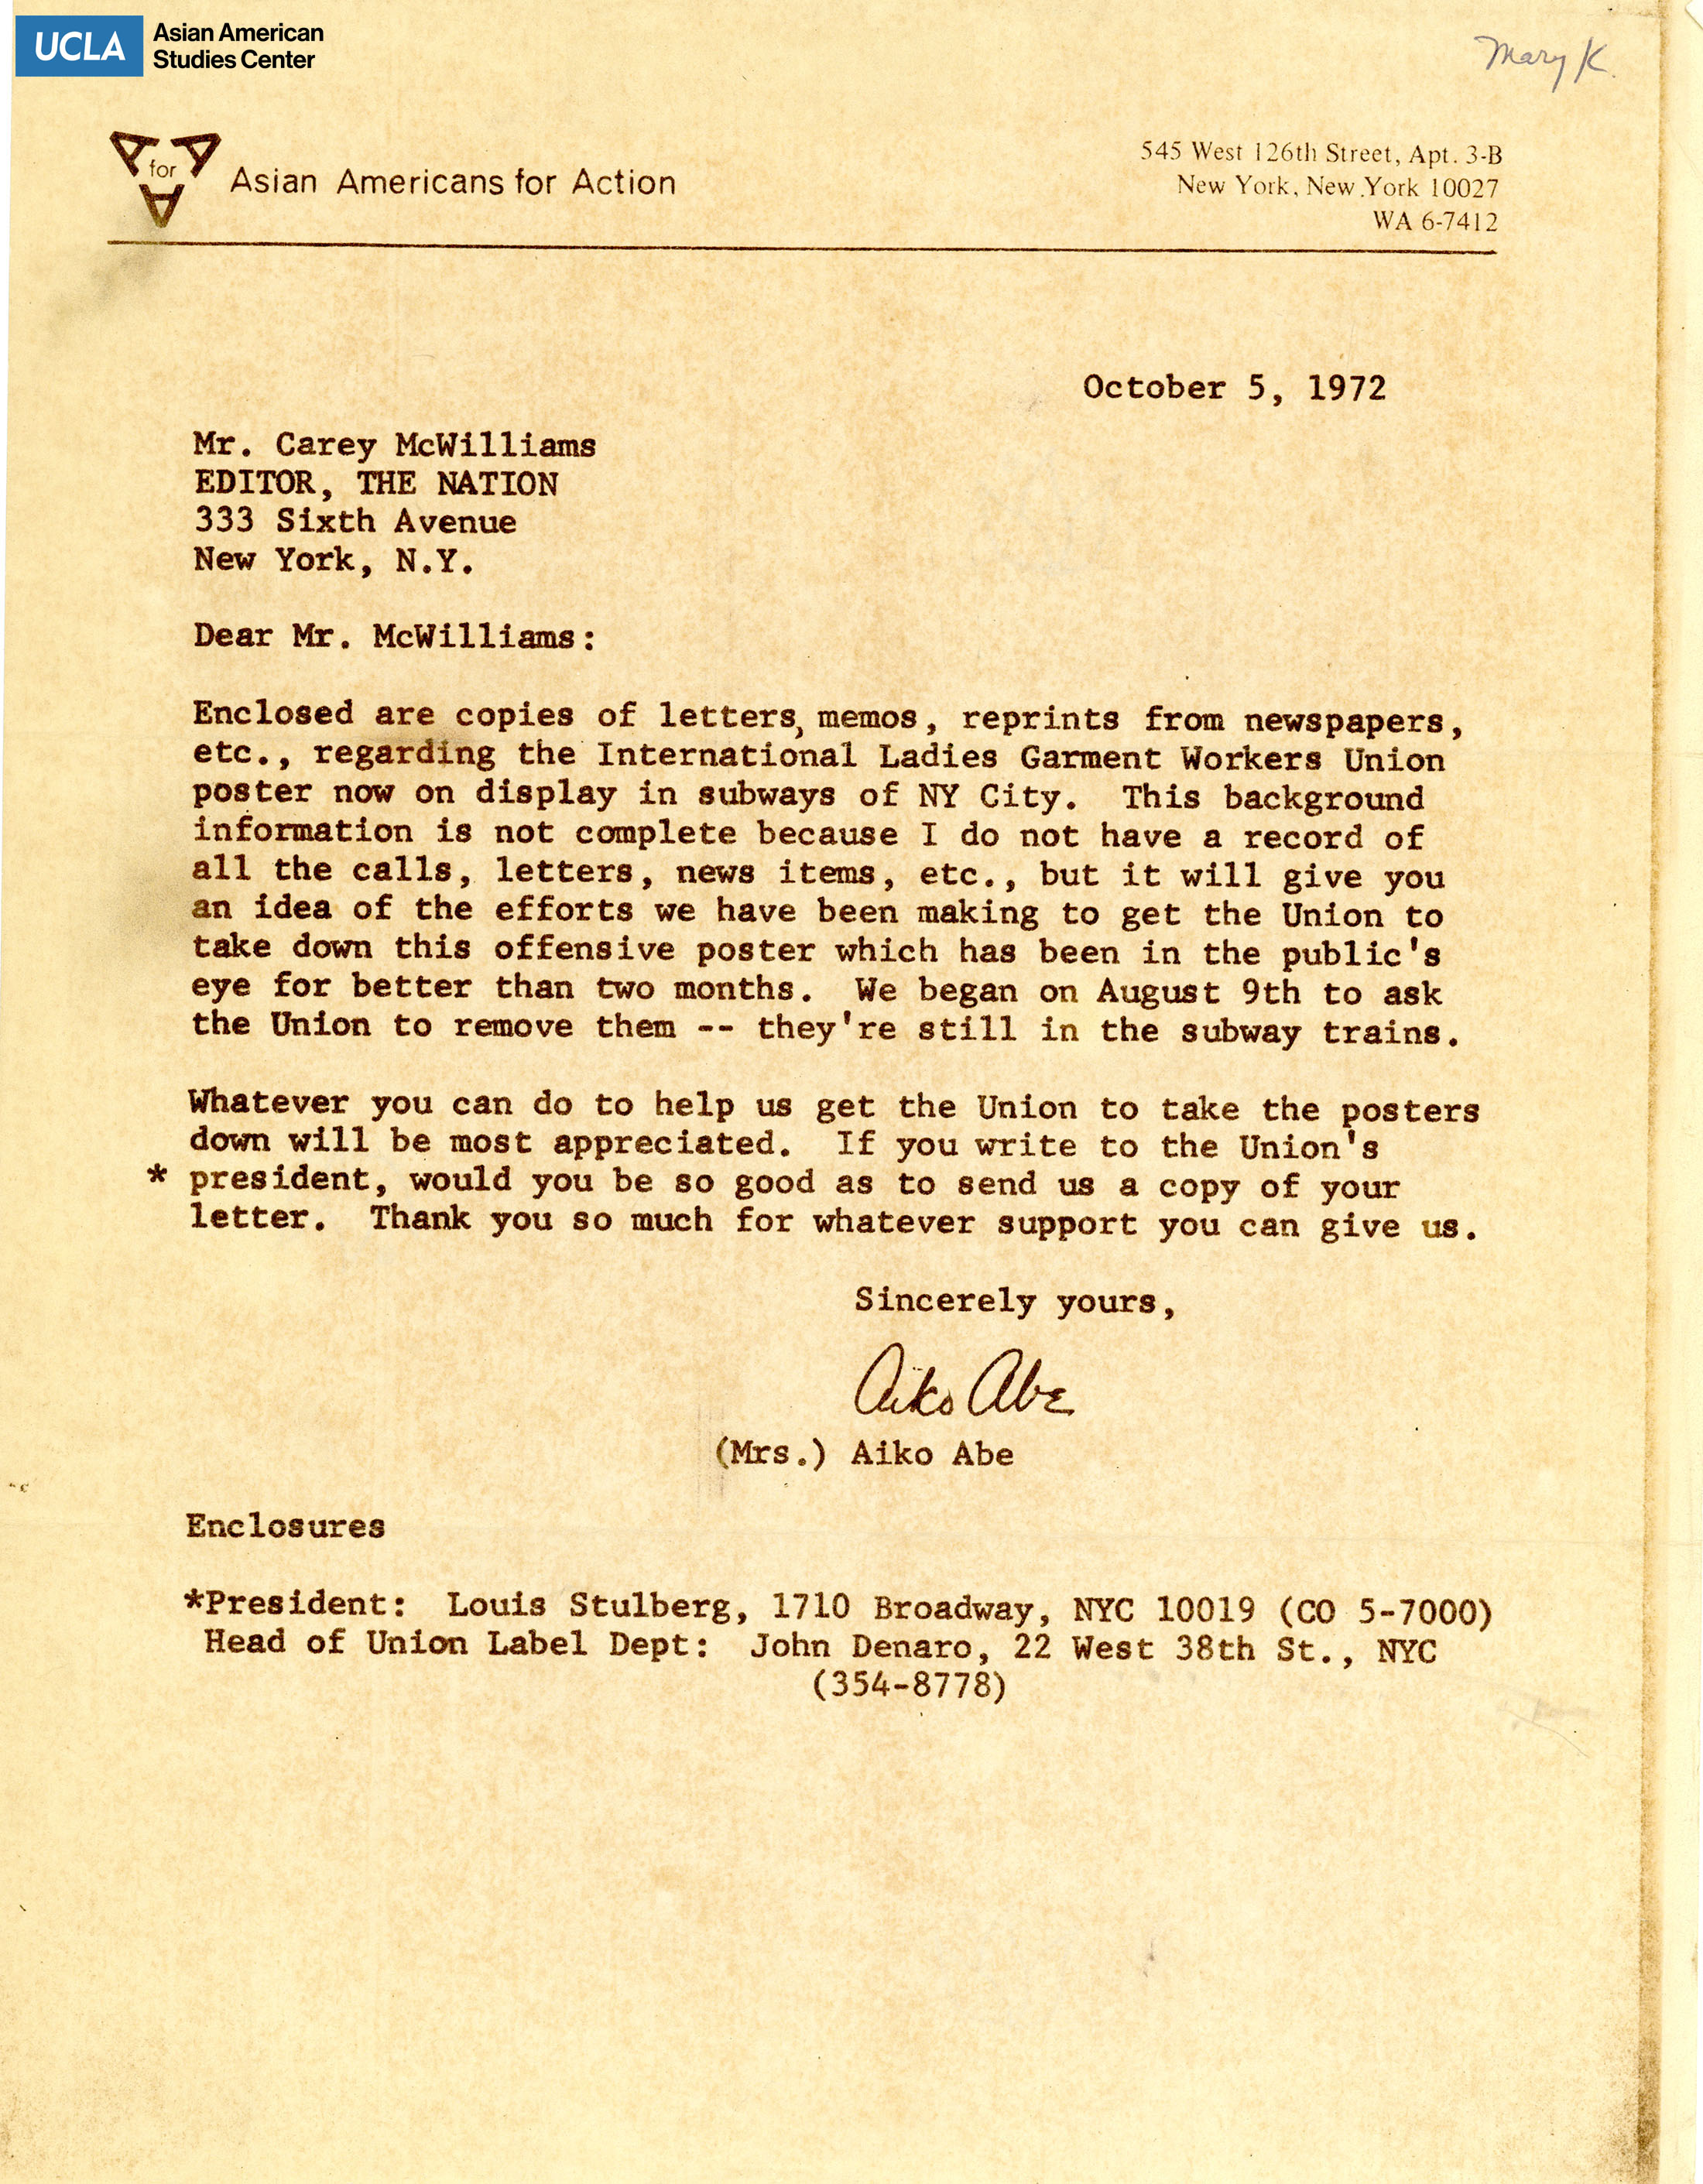 UCLA Asian American
Studies Center
Mary K.
A for A A
Asian Americans for Action
545 West 126th Street, Apt. 3-B
New York, New York 10027
WA 6-7412
October 5, 1972
Mr. Carey McWilliams
EDITOR, THE NATION
333 Sixth Avenue
New York, N.Y.
Dear Mr. McWilliams:
Enclosed are copies of letters, memos, reprints from newspapers,
etc., regarding the International Ladies Garment Workers Union
poster now on display in subways of NY City. This background
information is not complete because I do not have a record of
all the calls, letters, news items, etc., but it will give you
an idea of the efforts we have been making to get the Union to
take down this offensive poster which has been in the public's
eye for better than two months. We began on August 9th to ask
the Union to remove them -- they're still in the subway trains.
Whatever you can do to help us get the Union to take the posters
down will be most appreciated. If you write to the Union's
* president, would you be so good as to send us a copy of your
letter. Thank you so much for whatever support you can give us.
Sincerely yours,
Aiko Abe
(Mrs.) Aiko Abe
Enclosures
*President: Louis Stulberg, 1710 Broadway, NYC 10019 (CO 5-7000)
Head of Union Label Dept: John Denaro, 22 West 38th St., NYC
(354-8778)